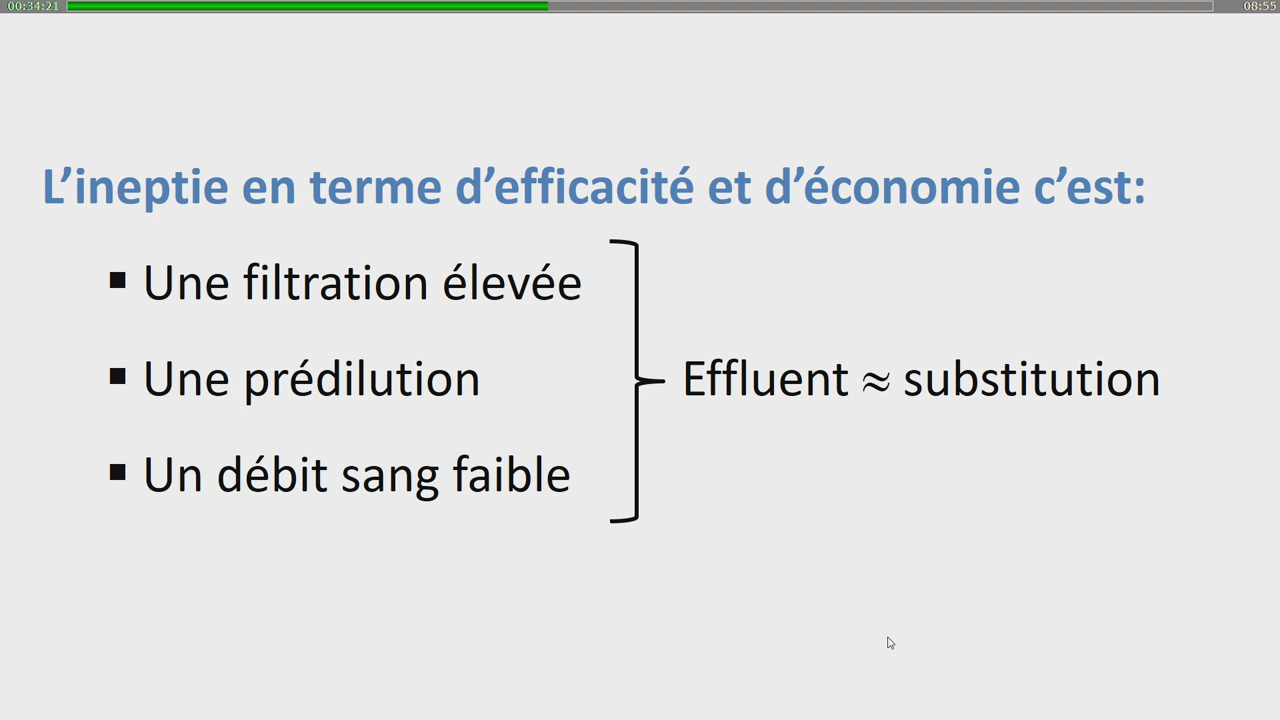 00:34:21
08:55
L’ineptie en terme d’efficacité et d’économie c’est:
▪ Une filtration élevée
▪ Une prédilution
Effluent ≈ substitution
▪ Un débit sang faible